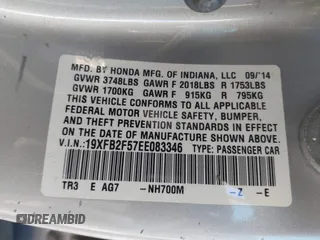 MFD. BY HONDA MFG. OF INDIANA, LLC 09/'14
GVWR 3748LBS GAWR F 2018LBS R 1753LBS
GVWR 1700KG GAWR F 915KG R 795KG
THIS VEHICLE CONFORMS TO ALL APPLICABLE
FEDERAL MOTOR VEHICLE SAFETY, BUMPER,
AND THEFT PREVENTION STANDARDS IN EFFECT
ON THE DATE OF MANUFACTURE SHOWN ABOVE.
V.I.N.:19XFB2F57EE083346 TYPE: PASSENGER CAR
TR3 E AG7 -NH700M -Z -E
DREAMBID
dreambid.com